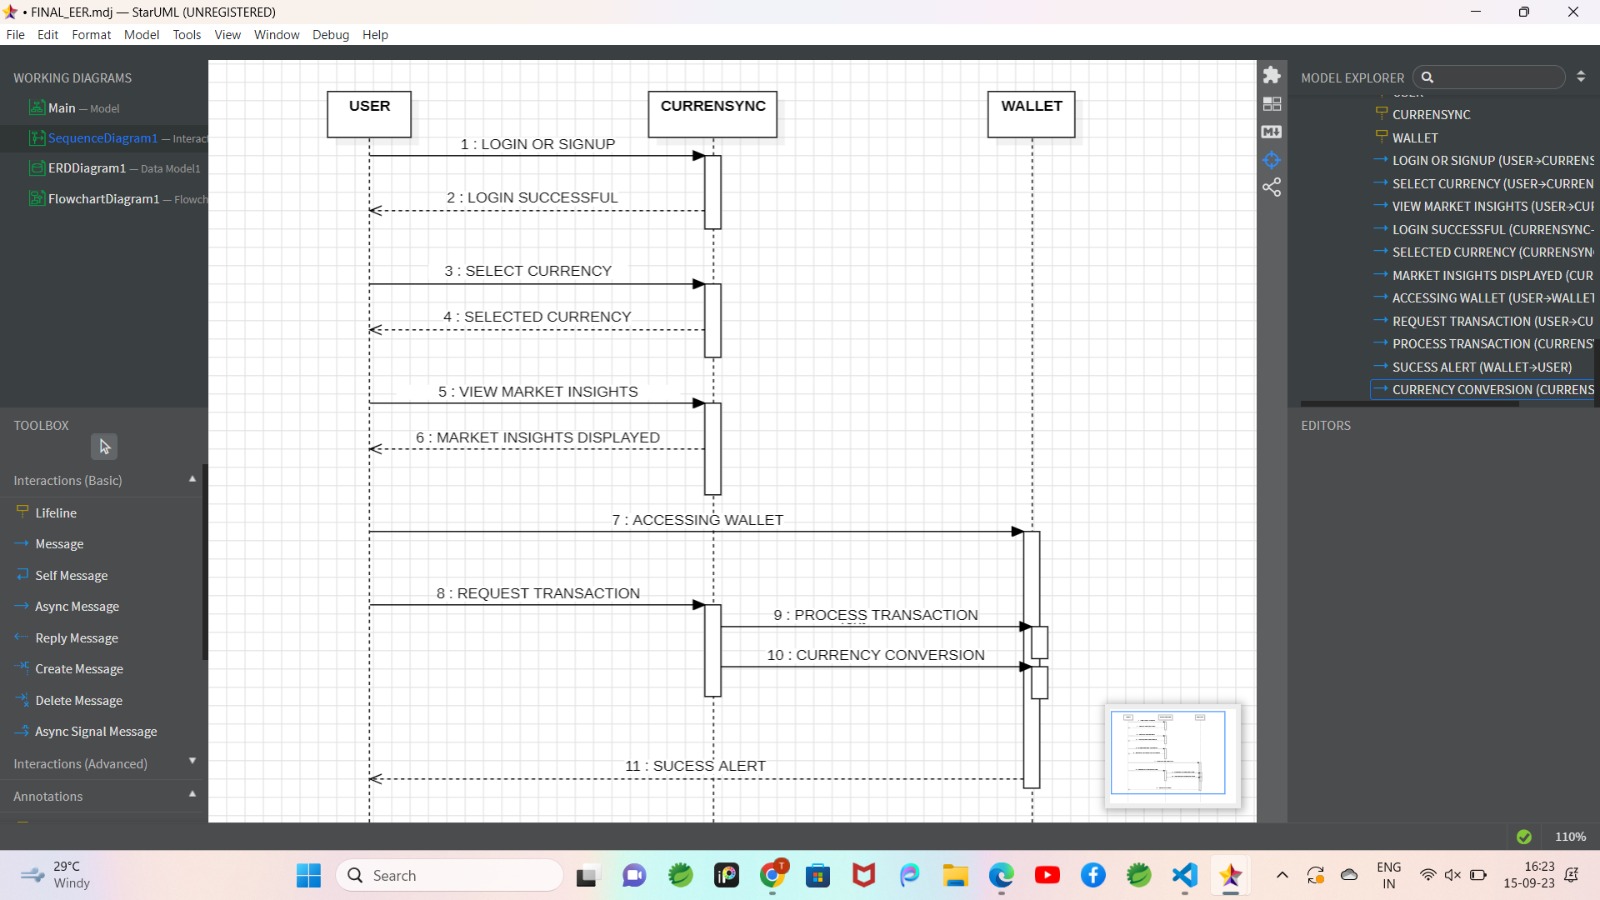 • FINAL_EER.mdj — StarUML (UNREGISTERED)
File Edit Format Model Tools View Window Debug Help
WORKING DIAGRAMS
Main — Model
SequenceDiagram1 — Interact
ERDDiagram1 — Data Model1
FlowchartDiagram1 — Flowch
TOOLBOX
Interactions (Basic)
Lifeline
Message
Self Message
Async Message
Reply Message
Create Message
Delete Message
Async Signal Message
Interactions (Advanced)
Annotations
USER
CURRENSYNC
WALLET
1 : LOGIN OR SIGNUP
2 : LOGIN SUCCESSFUL
3 : SELECT CURRENCY
4 : SELECTED CURRENCY
5 : VIEW MARKET INSIGHTS
6 : MARKET INSIGHTS DISPLAYED
7 : ACCESSING WALLET
8 : REQUEST TRANSACTION
9 : PROCESS TRANSACTION
10 : CURRENCY CONVERSION
11 : SUCESS ALERT
MODEL EXPLORER
CURRENSYNC
WALLET
LOGIN OR SIGNUP (USER→CURRENS
SELECT CURRENCY (USER→CURREN
VIEW MARKET INSIGHTS (USER→CUR
LOGIN SUCCESSFUL (CURRENSYNC-
SELECTED CURRENCY (CURRENSYN
MARKET INSIGHTS DISPLAYED (CUR
ACCESSING WALLET (USER→WALLET
REQUEST TRANSACTION (USER→CU
PROCESS TRANSACTION (CURRENSY
SUCESS ALERT (WALLET→USER)
CURRENCY CONVERSION (CURRENS
EDITORS
110%
29°C
Windy
Search
ENG
IN
16:23
15-09-23